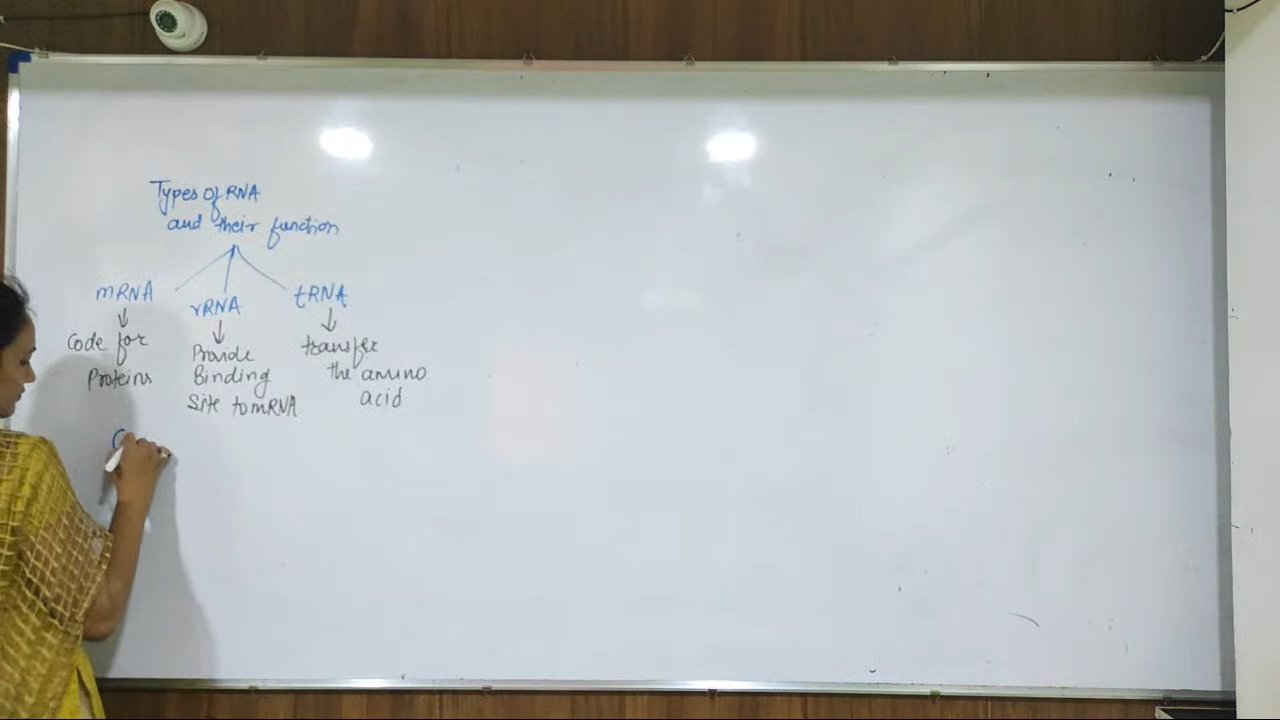 Types of RNA
and their function
mRNA
rRNA
tRNA
Code for
Proteins
Provide
Binding
Site to mRNA
transfer
the amino
acid